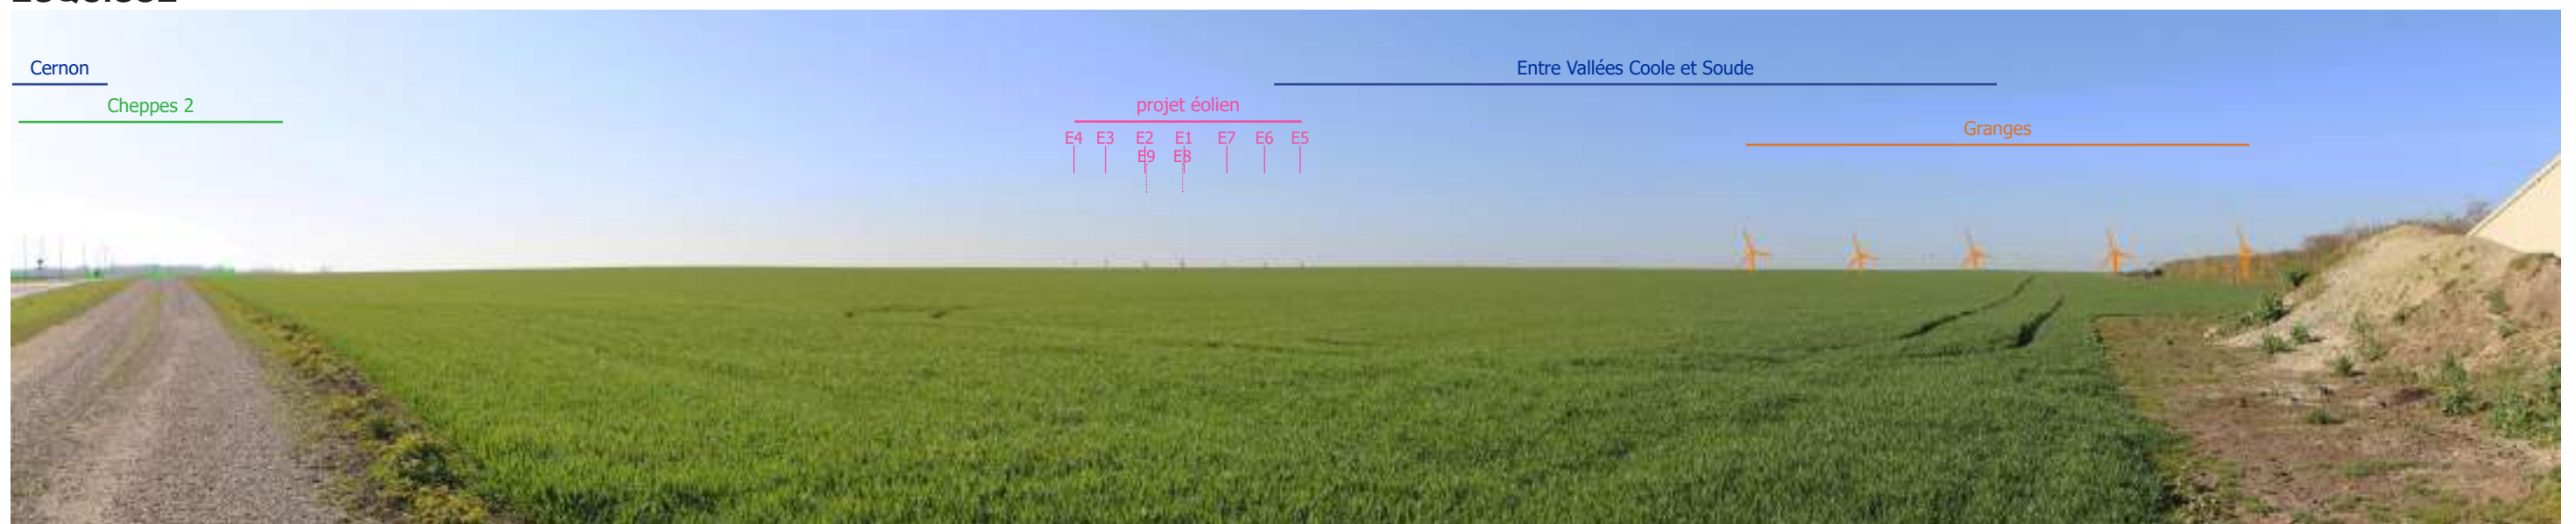 Cernon
Entre Vallées Coole et Soude
Cheppes 2
projet éolien
Granges
E4 E3 E2 E1 E7 E6 E5
E9 E8